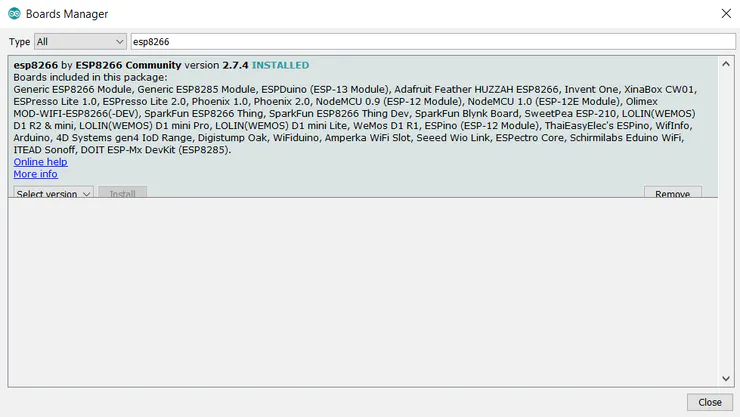 Boards Manager
Type All esp8266
esp8266 by ESP8266 Community version 2.7.4 INSTALLED
Boards included in this package:
Generic ESP8266 Module, Generic ESP8285 Module, ESPDuino (ESP-13 Module), Adafruit Feather HUZZAH ESP8266, Invent One, XinaBox CW01,
ESPresso Lite 1.0, ESPresso Lite 2.0, Phoenix 1.0, Phoenix 2.0, NodeMCU 0.9 (ESP-12 Module), NodeMCU 1.0 (ESP-12E Module), Olimex
MOD-WIFI-ESP8266(-DEV), SparkFun ESP8266 Thing, SparkFun ESP8266 Thing Dev, SparkFun Blynk Board, SweetPea ESP-210, LOLIN(WEMOS)
D1 R2 & mini, LOLIN(WEMOS) D1 mini Pro, LOLIN(WEMOS) D1 mini Lite, WeMos D1 R1, ESPino (ESP-12 Module), ThaiEasyElec's ESPino, WifInfo,
Arduino, 4D Systems gen4 IoD Range, Digistump Oak, WiFiduino, Amperka WiFi Slot, Seeed Wio Link, ESPectro Core, Schirmilabs Eduino WiFi,
ITEAD Sonoff, DOIT ESP-Mx DevKit (ESP8285).
Online help
More info
Select version Install Remove
Close